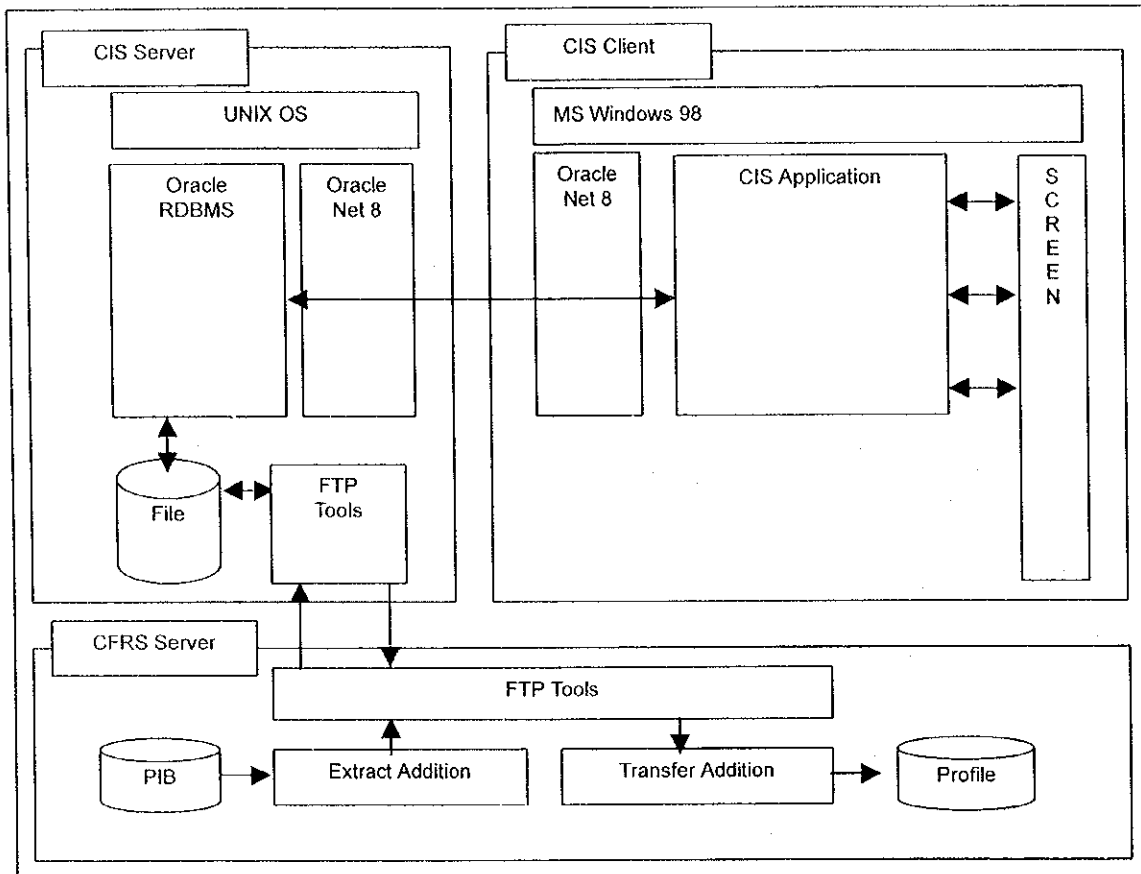 CIS Server
UNIX OS
Oracle
RDBMS
Oracle
Net 8
File
FTP
Tools
CIS Client
MS Windows 98
Oracle
Net 8
CIS Application
S
C
R
E
E
N
CFRS Server
FTP Tools
PIB
Extract Addition
Transfer Addition
Profile